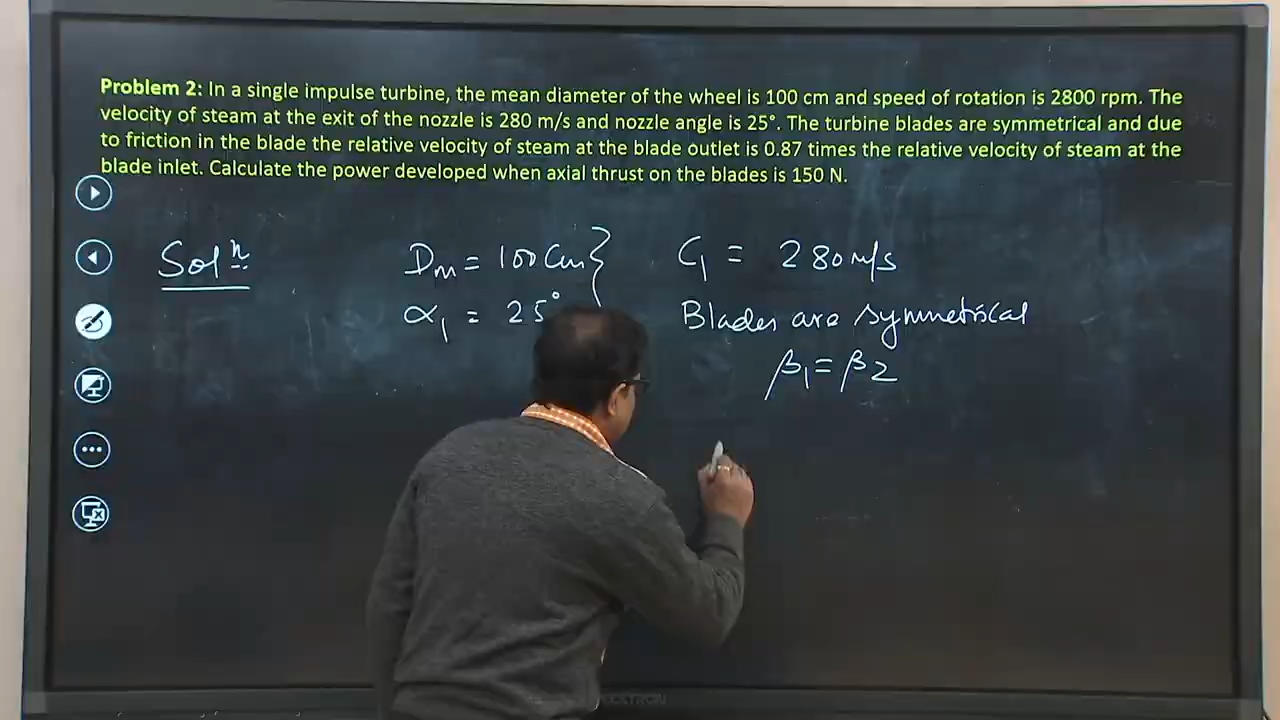 Problem 2: In a single impulse turbine, the mean diameter of the wheel is 100 cm and speed of rotation is 2800 rpm. The
velocity of steam at the exit of the nozzle is 280 m/s and nozzle angle is 25°. The turbine blades are symmetrical and due
to friction in the blade the relative velocity of steam at the blade outlet is 0.87 times the relative velocity of steam at the
blade inlet. Calculate the power developed when axial thrust on the blades is 150 N.
Solⁿ
Dm = 100 Cm }
α₁ = 25°
C₁ = 280 m/s
Blades are symmetrical
β₁ = β2